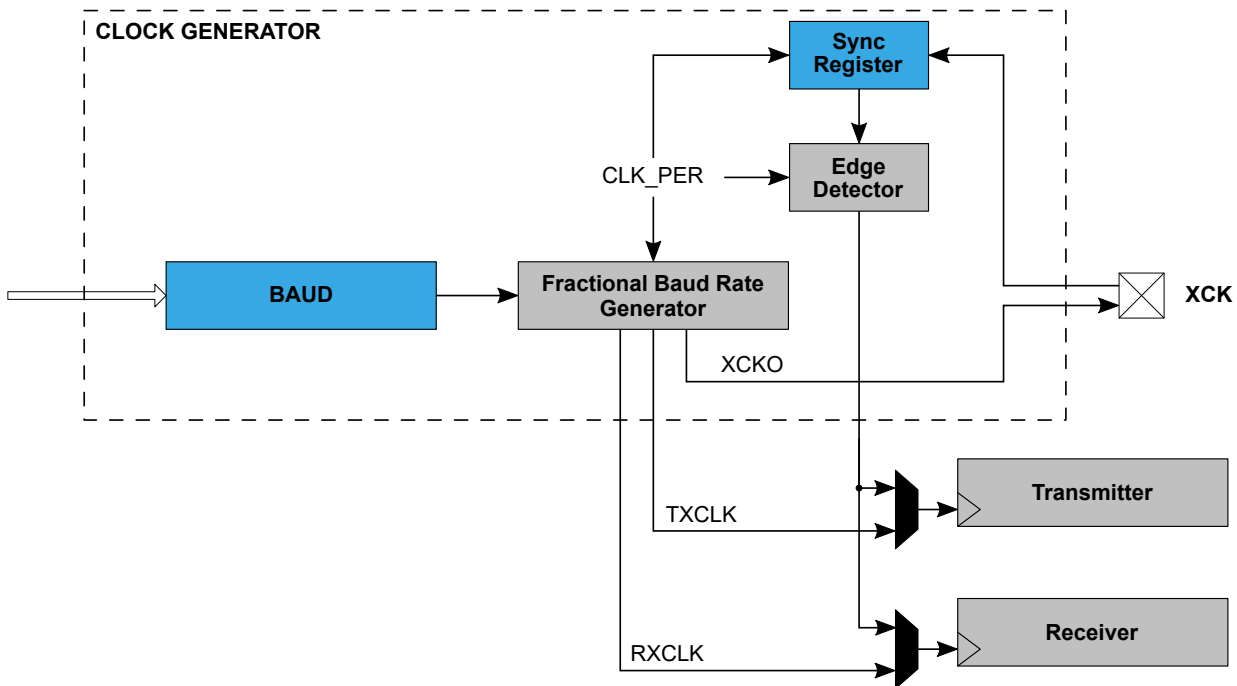 CLOCK GENERATOR
Sync
Register
CLK_PER
Edge
Detector
BAUD
Fractional Baud Rate
Generator
XCK
XCKO
TXCLK
Transmitter
RXCLK
Receiver